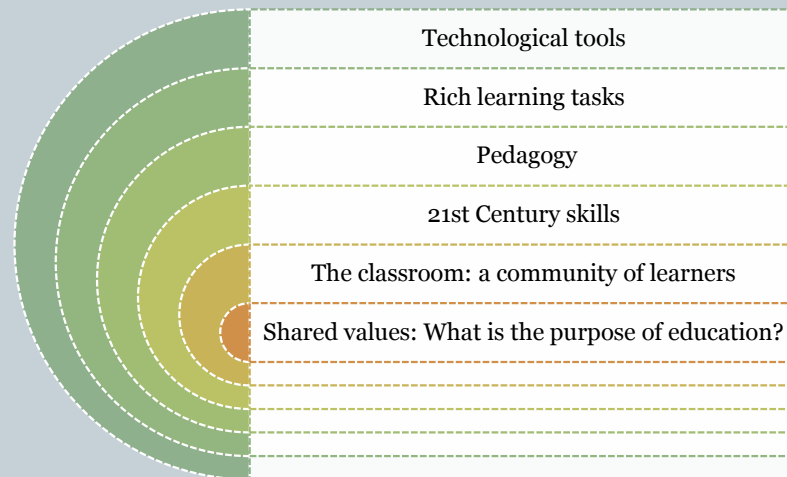 Technological tools
Rich learning tasks
Pedagogy
21st Century skills
The classroom: a community of learners
Shared values: What is the purpose of education?